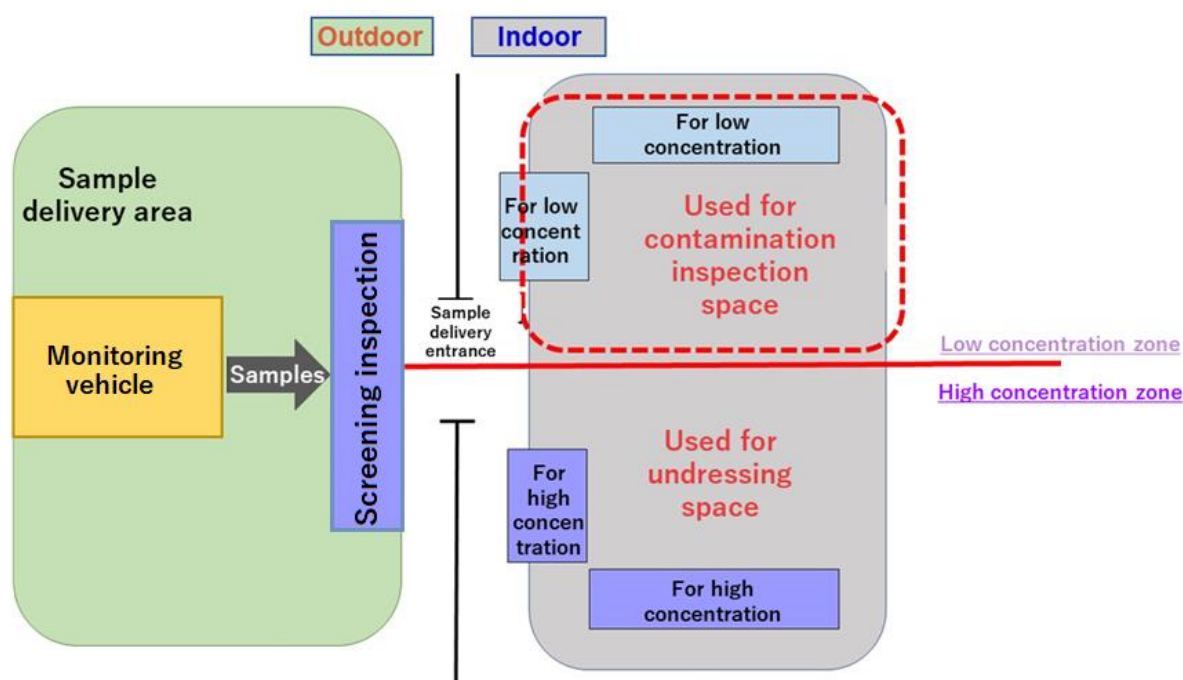 Outdoor
Indoor
Sample
delivery area
Monitoring
vehicle
Samples
Screening inspection
Sample
delivery
entrance
For low
concentration
For low
concent
ration
Used for
contamination
inspection
space
Low concentration zone
High concentration zone
Used for
undressing
space
For
high
concen
tration
For high
concentration